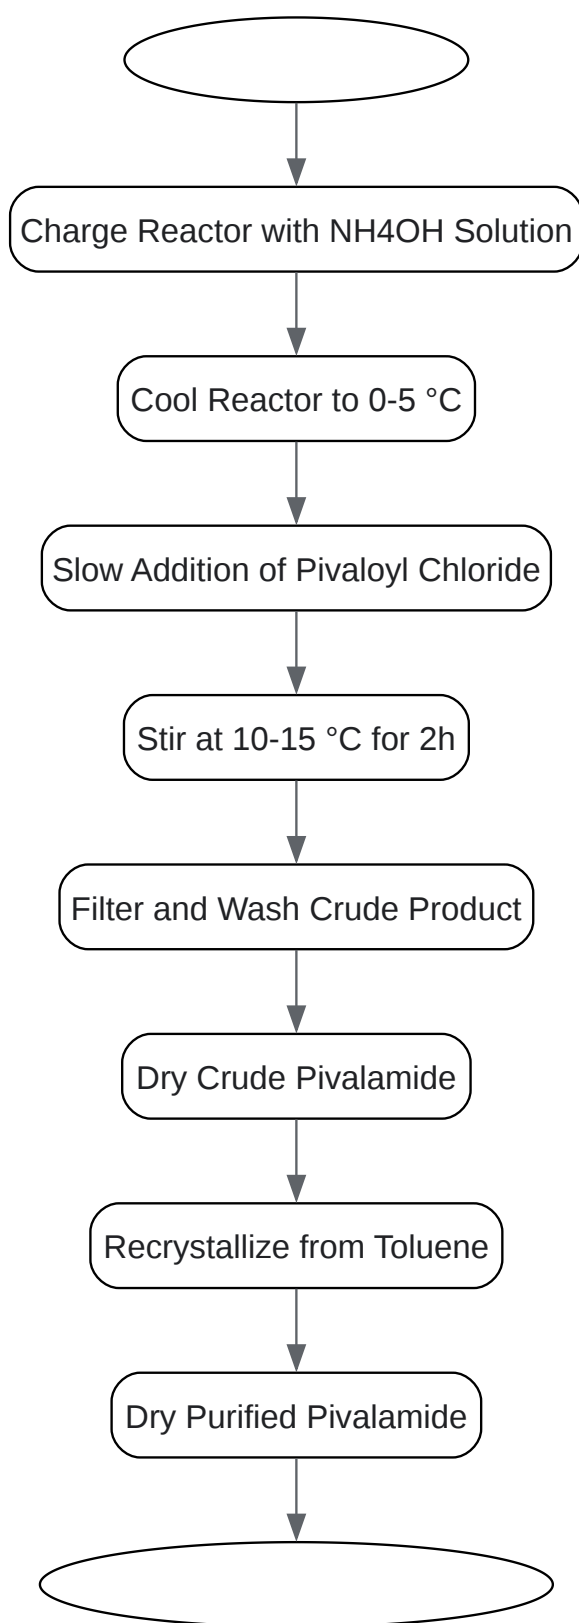 Charge Reactor with NH4OH Solution
Cool Reactor to 0-5 °C
Slow Addition of Pivaloyl Chloride
Stir at 10-15 °C for 2h
Filter and Wash Crude Product
Dry Crude Pivalamide
Recrystallize from Toluene
Dry Purified Pivalamide